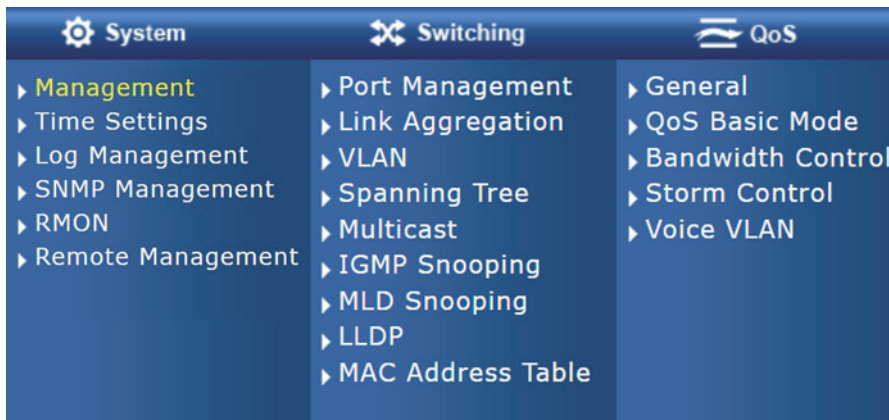 System
Management
Time Settings
Log Management
SNMP Management
RMON
Remote Management
Switching
Port Management
Link Aggregation
VLAN
Spanning Tree
Multicast
IGMP Snooping
MLD Snooping
LLDP
MAC Address Table
QoS
General
QoS Basic Mode
Bandwidth Control
Storm Control
Voice VLAN